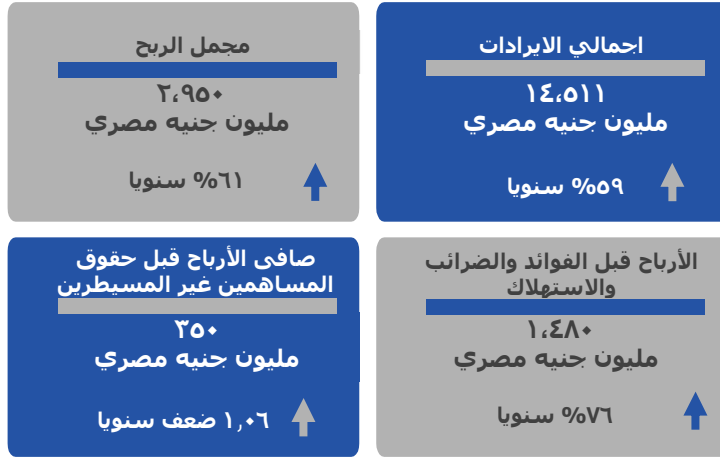 اجمالي الايرادات
١٤،٥١١
مليون جنيه مصري
٥٩% سنويا
مجمل الربح
٢،٩٥٠
مليون جنيه مصري
٦١% سنويا
الأرباح قبل الفوائد والضرائب
والاستهلاك
١،٤٨٠
مليون جنيه مصري
٧٦% سنويا
صافى الأرباح قبل حقوق
المساهمين غير المسيطرين
٣٥٠
مليون جنيه مصري
١,٠٦ ضعف سنويا